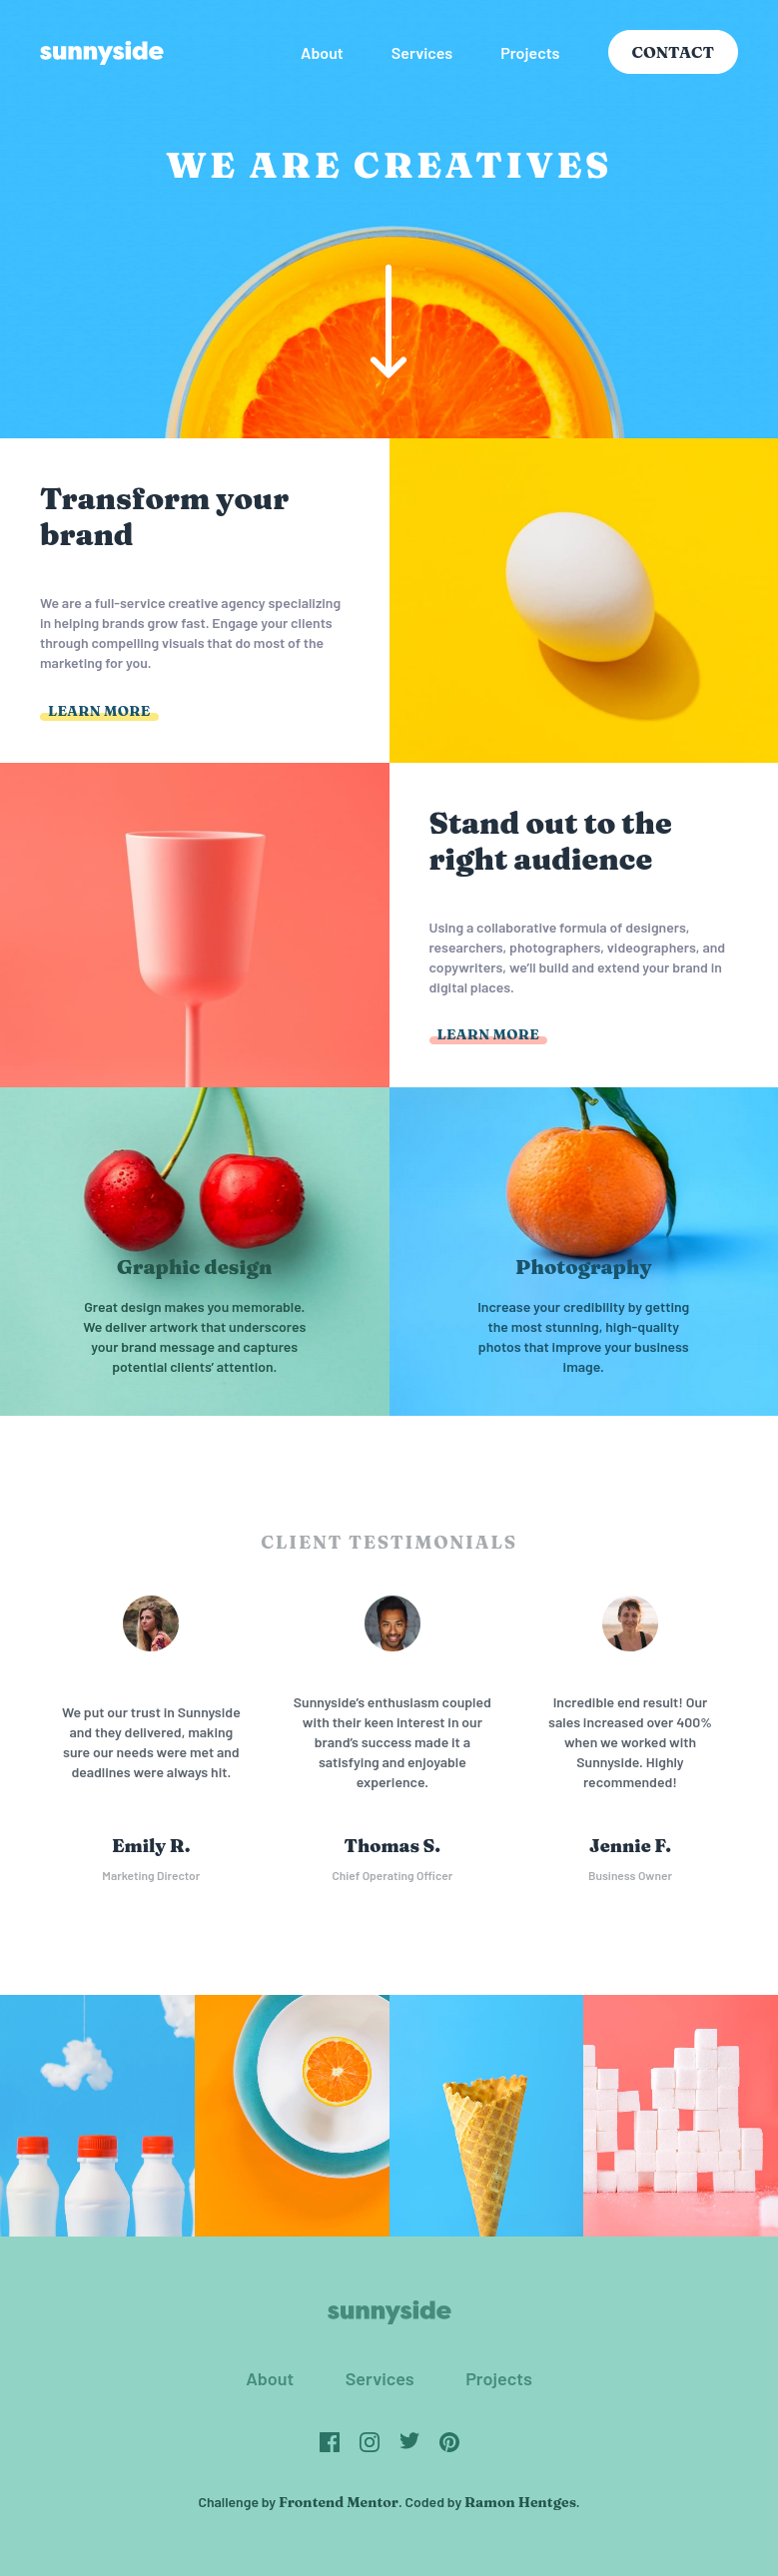 sunnyside
About Services Projects CONTACT
WE ARE CREATIVES
Transform your
brand
We are a full-service creative agency specializing
in helping brands grow fast. Engage your clients
through compelling visuals that do most of the
marketing for you.
LEARN MORE
Stand out to the
right audience
Using a collaborative formula of designers,
researchers, photographers, videographers, and
copywriters, we’ll build and extend your brand in
digital places.
LEARN MORE
Graphic design
Great design makes you memorable.
We deliver artwork that underscores
your brand message and captures
potential clients’ attention.
Photography
Increase your credibility by getting
the most stunning, high-quality
photos that improve your business
image.
CLIENT TESTIMONIALS
We put our trust in Sunnyside
and they delivered, making
sure our needs were met and
deadlines were always hit.
Emily R.
Marketing Director
Sunnyside’s enthusiasm coupled
with their keen interest in our
brand’s success made it a
satisfying and enjoyable
experience.
Thomas S.
Chief Operating Officer
Incredible end result! Our
sales increased over 400%
when we worked with
Sunnyside. Highly
recommended!
Jennie F.
Business Owner
sunnyside
About Services Projects
Challenge by Frontend Mentor. Coded by Ramon Hentges.